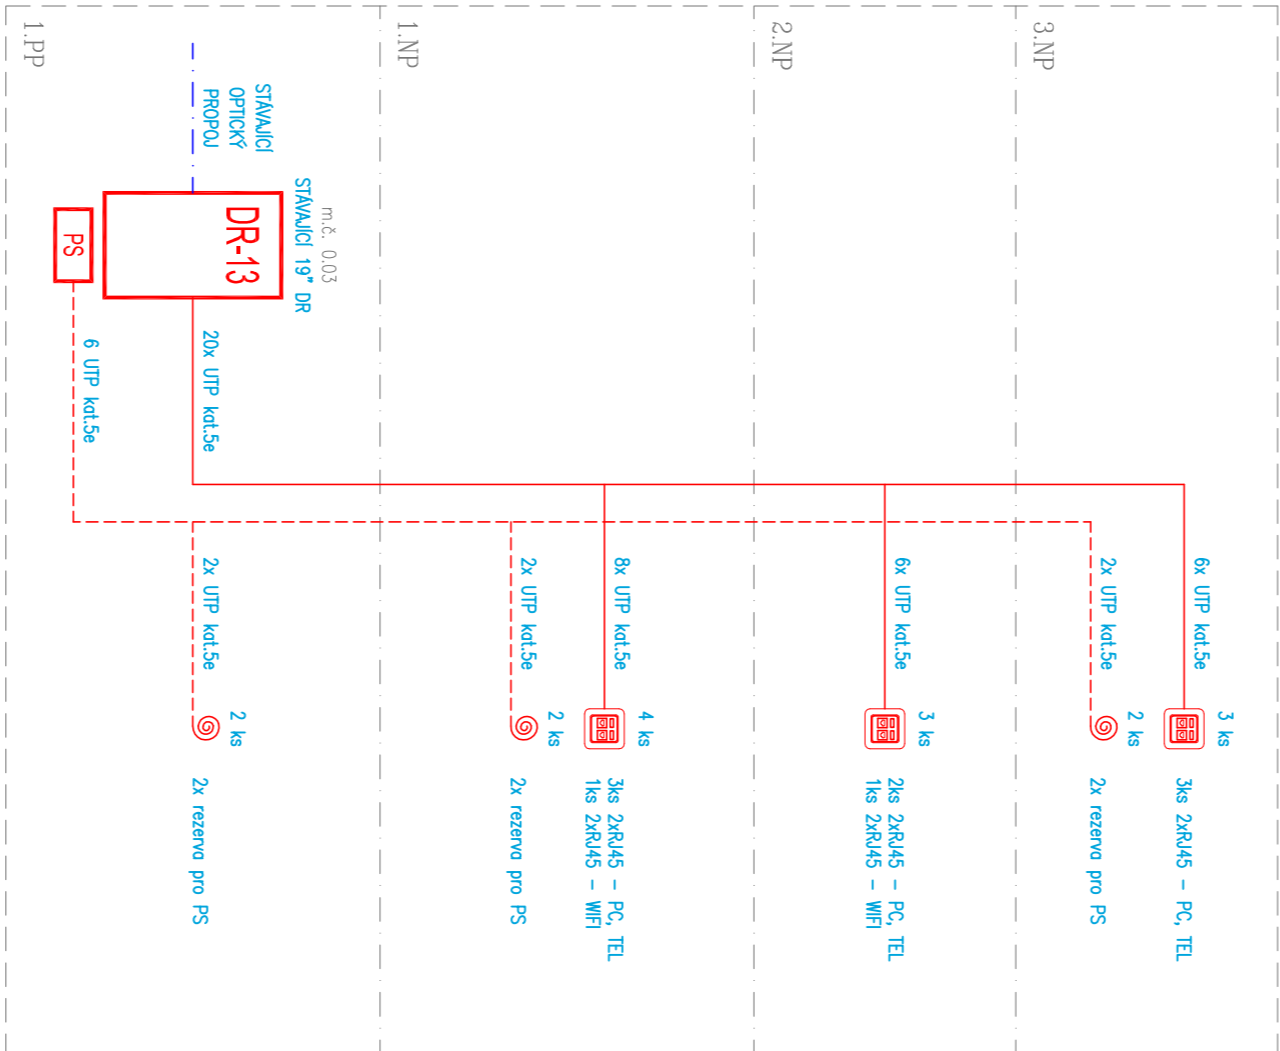 3.NP
6x UTP kat.5e
3 ks
3ks 2xRJ45 – PC, TEL
2x UTP kat.5e
2 ks
2x rezerva pro PS
2.NP
6x UTP kat.5e
3 ks
2ks 2xRJ45 – PC, TEL
1ks 2xRJ45 – WIFI
1.NP
8x UTP kat.5e
4 ks
3ks 2xRJ45 – PC, TEL
1ks 2xRJ45 – WIFI
2x UTP kat.5e
2 ks
2x rezerva pro PS
1.PP
STÁVAJÍCÍ
OPTICKÝ
PROPOJ
m.č. 0.03
STÁVAJÍCÍ 19" DR
DR-13
PS
20x UTP kat.5e
6 UTP kat.5e
2x UTP kat.5e
2 ks
2x rezerva pro PS